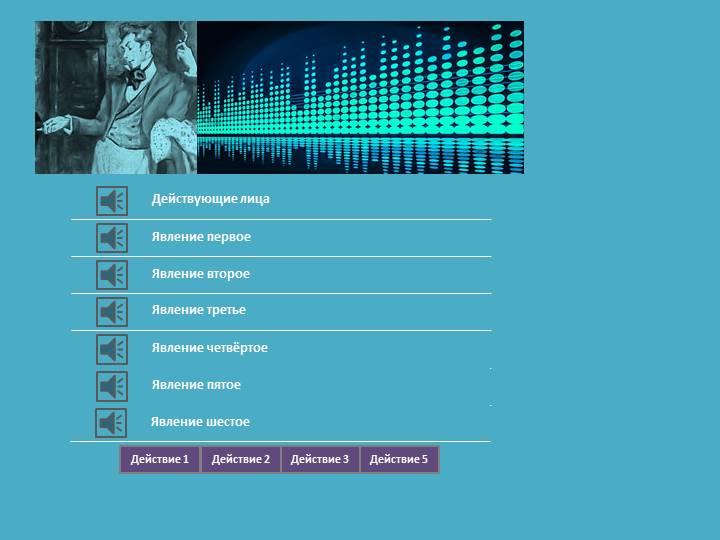 Действующие лица
Явление первое
Явление второе
Явление третье
Явление четвёртое
Явление пятое
Явление шестое
Действие 1 Действие 2 Действие 3 Действие 5